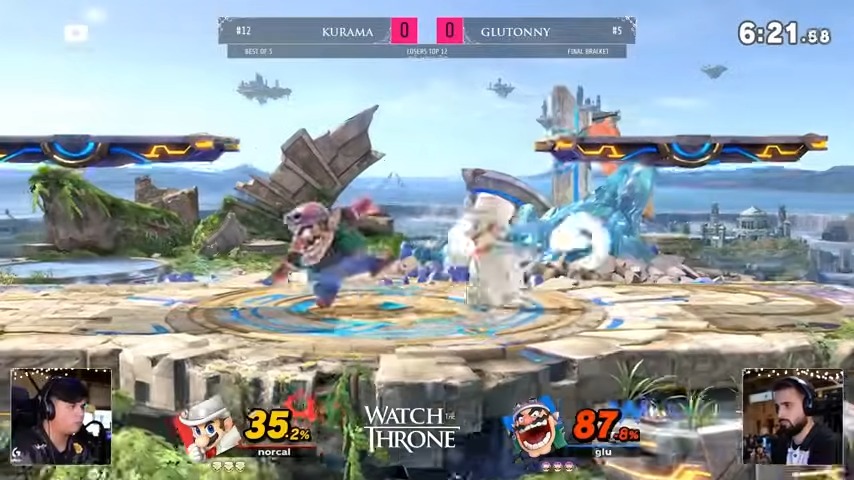 #12 KURAMA 0 0 GLUTONNY #5
BEST OF 5 LOSERS TOP 12 FINAL BRACKET
6:21.58
35.2%
norcal
WATCH THE THRONE
87.8%
glu